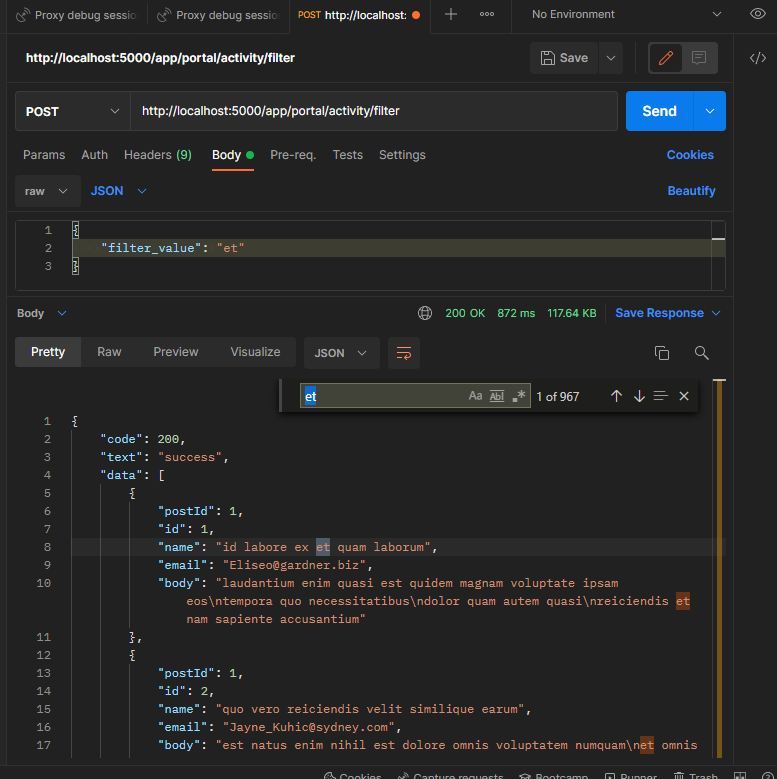 Proxy debug sessio
Proxy debug sessio
POST http://localhost:
No Environment
http://localhost:5000/app/portal/activity/filter
Save
POST
http://localhost:5000/app/portal/activity/filter
Send
Params Auth Headers (9) Body Pre-req. Tests Settings
Cookies
raw JSON
Beautify
1 {
2 "filter_value": "et"
3 }
Body
200 OK 872 ms 117.64 KB Save Response
Pretty Raw Preview Visualize JSON
et Aa Abl .* 1 of 967
1 {
2 "code": 200,
3 "text": "success",
4 "data": [
5 {
6 "postId": 1,
7 "id": 1,
8 "name": "id labore ex et quam laborum",
9 "email": "Eliseo@gardner.biz",
10 "body": "laudantium enim quasi est quidem magnam voluptate ipsam
eos\ntempora quo necessitatibus\ndolor quam autem quasi\nreiciendis et
nam sapiente accusantium"
11 },
12 {
13 "postId": 1,
14 "id": 2,
15 "name": "quo vero reiciendis velit similique earum",
16 "email": "Jayne_Kuhic@sydney.com",
17 "body": "est natus enim nihil est dolore omnis voluptatem numquam\net omnis
Cookies Capture requests Bootcamp Runner Trash